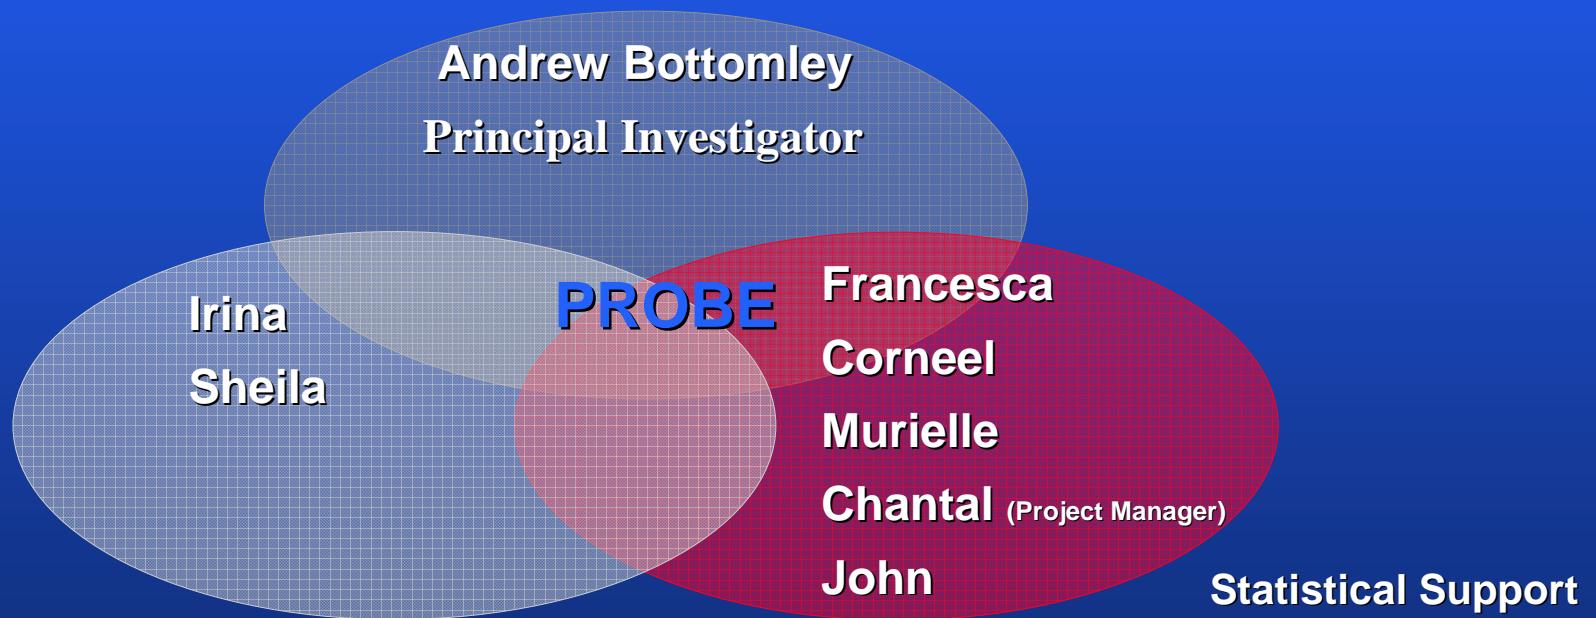 Andrew Bottomley
Principal Investigator
PROBE
Irina
Sheila
Francesca
Corneel
Murielle
Chantal (Project Manager)
John
Statistical Support